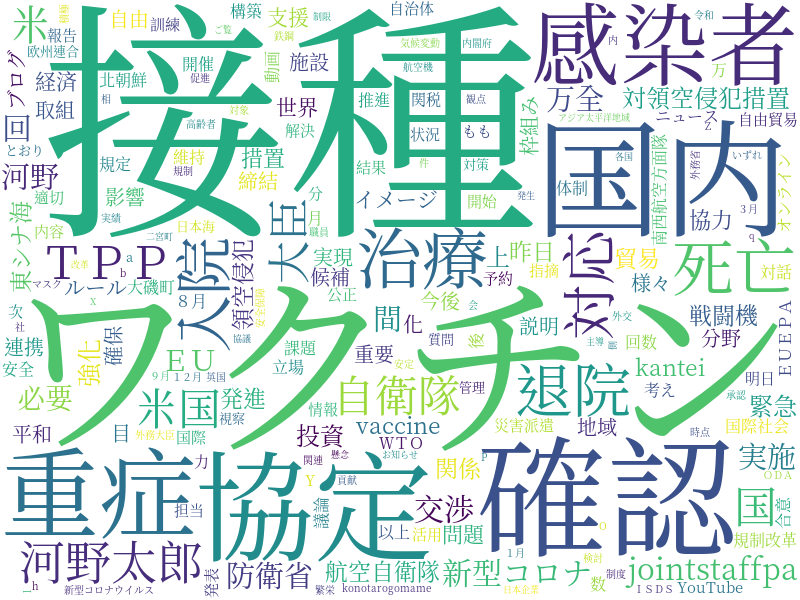 米
報告
欧州連合
ブログ
経済
取組
回
とおり
河野
規定
適切
影響
東シナ海
内容
実績
自由
訓練
構築
支援
制限
鉄鋼
自治体
ご覧
令和
北朝鮮
開催
促進
動画
施設
気候変動
内閣府
航空機
内
感染者
接種
相
対象
推進
関税
観点
万全
万
対領空侵犯措置
世界
解決
状況
もも
枠組み
アジア太平洋地域
ニュース
Z
自由貿易
高齢者
維持
措置
結果
件
対策
規制
締結
イメージ
分
月
職員
体制
開始
発生
国内
南西航空方面隊
各国
外務省
いずれ
オンライン
3月
協力
q
二宮町
日本海
大臣
実現
候補
治療
予約
上
昨日
指摘
対応
貿易
様々
死亡
対話
TPP
a
b
改革
マスク
ルール
大磯町
x
8月
入院
領空侵犯
公正
間
化
今後
会
質問
後
説明
外交
回数
戦闘機
分野
EUEPA
次
社
連携
安全
強化
確保
9月
12月
英国
EU
課題
立場
協議
重要
安定
主導
ワクチン
kantei
考え
明日
承認
緊急
必要
米国
発進
情報
視察
自衛隊
管理
退院
災害派遣
地域
国際社会
時点
平和
目
外務大臣
国際
投資
vaccine
WTO
重症
力
担当
協定
関連
懸念
お知らせ
貢献
Y
議論
関係
交渉
P
確認
実施
国
ODA
合意
規制改革
河野太郎
発表
防衛省
以上
活用
問題
航空自衛隊
新型コロナ
数
O
検討
jointstaffpa
h
新型コロナウイルス
繁栄
konotarogomame
1月
日本企業
制度
ISDS
YouTube